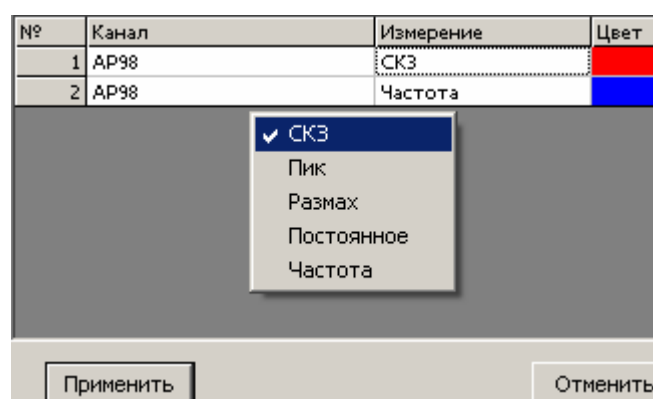 № Канал Измерение Цвет
1 AP98 СКЗ
2 AP98 Частота
СКЗ
Пик
Размах
Постоянное
Частота
Применить Отменить